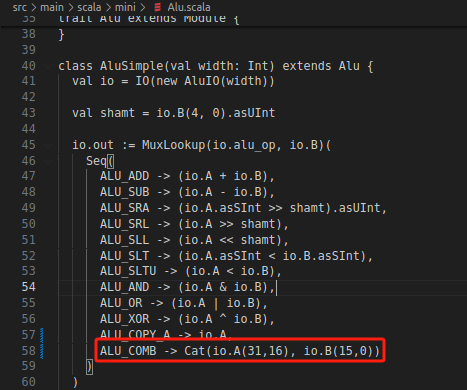 src > main > scala > mini > Alu.scala
35 trait Alu extends Module {
38 }
39
40 class AluSimple(val width: Int) extends Alu {
41 val io = IO(new AluIO(width))
42
43 val shamt = io.B(4, 0).asUInt
44
45 io.out := MuxLookup(io.alu_op, io.B)(
46 Seq(
47 ALU_ADD -> (io.A + io.B),
48 ALU_SUB -> (io.A - io.B),
49 ALU_SRA -> (io.A.asSInt >> shamt).asUInt,
50 ALU_SRL -> (io.A >> shamt),
51 ALU_SLL -> (io.A << shamt),
52 ALU_SLT -> (io.A.asSInt < io.B.asSInt),
53 ALU_SLTU -> (io.A < io.B),
54 ALU_AND -> (io.A & io.B),
55 ALU_OR -> (io.A | io.B),
56 ALU_XOR -> (io.A ^ io.B),
57 ALU_COPY_A -> io.A,
58 ALU_COMB -> Cat(io.A(31,16), io.B(15,0))
59 )
60 )